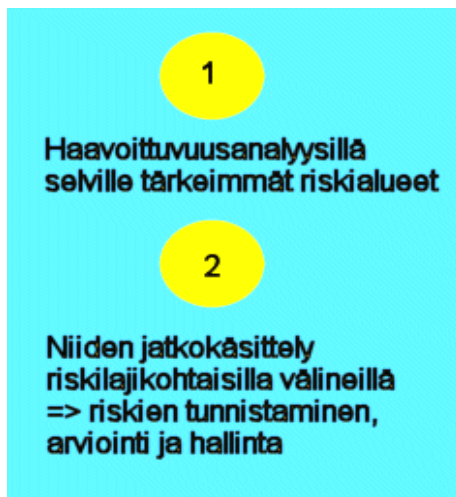 1
Haavoittuvuusanalyysillä
selville tärkeimmät riskialueet
2
Niiden jatkokäsittely
riskilajikohtaisilla välineillä
=> riskien tunnistaminen,
arviointi ja hallinta